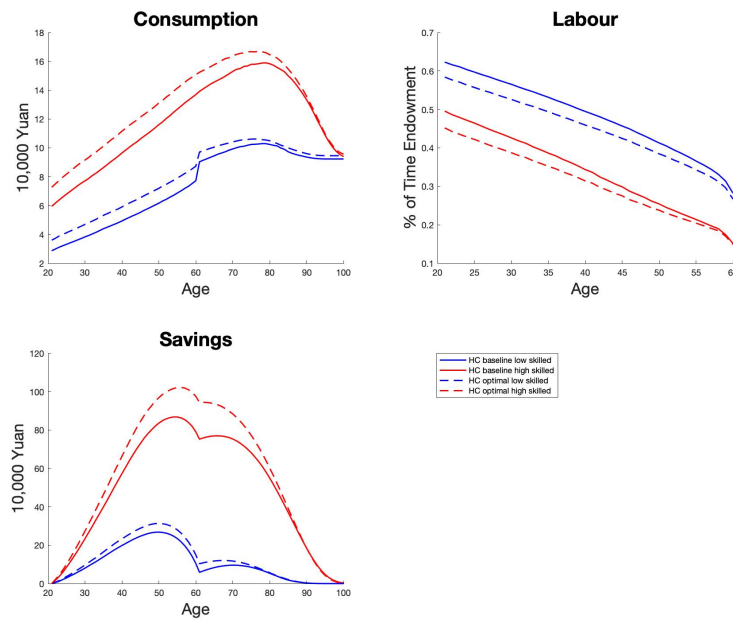 Consumption
18
16
14
12
10
8
6
4
2
10,000 Yuan
20 30 40 50 60 70 80 90 100
Age
Labour
0.7
0.6
0.5
0.4
0.3
0.2
0.1
% of Time Endowment
20 25 30 35 40 45 50 55
Age
Savings
120
100
80
60
40
20
0
10,000 Yuan
20 30 40 50 60 70 80 90 100
Age
HC baseline low skilled
HC baseline high skilled
HC optimal low skilled
HC optimal high skilled